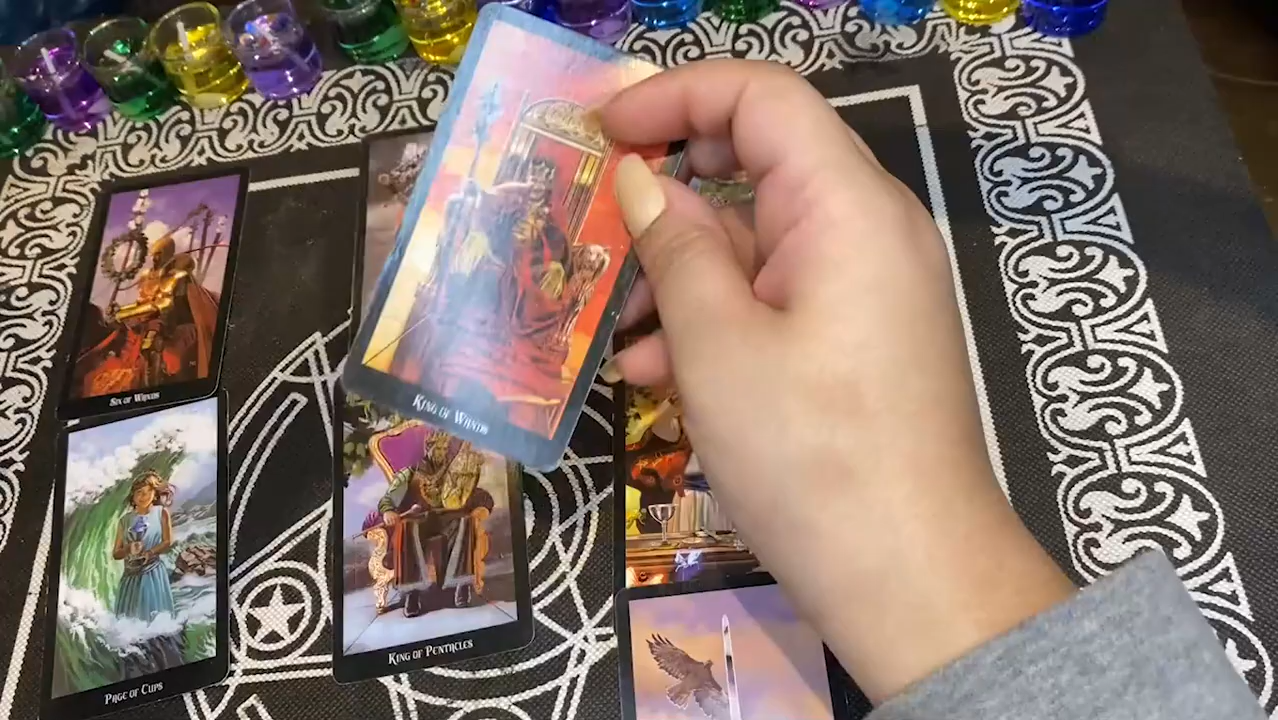 King of Wands
Six of Wands
King of Pentacles
Page of Cups